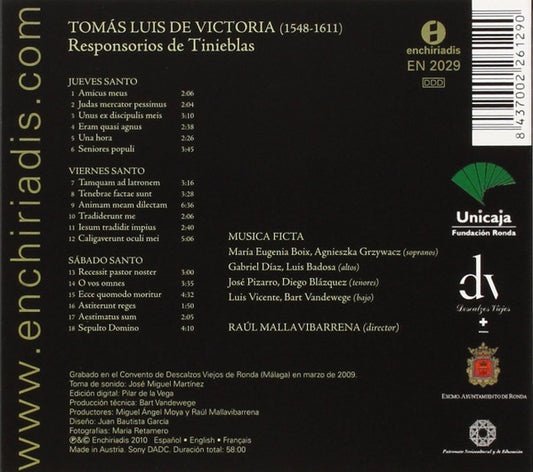 TOMÁS LUIS DE VICTORIA (1548-1611)
Responsorios de Tinieblas
enchiriadis
EN 2029
DDD
8 437002 261290
www.enchiriadis.com
JUEVES SANTO
1 Amicus meus 2:06
2 Judas mercator pessimus 2:04
3 Unus ex discipulis meis 3:10
4 Eram quasi agnus 2:38
5 Una hora 2:26
6 Seniores populi 3:45
VIERNES SANTO
7 Tamquam ad latronem 3:16
8 Tenebrae factae sunt 3:28
9 Animam meam dilectam 6:36
10 Tradiderunt me 2:06
11 Iesum tradidit impius 2:47
12 Caligaverunt oculi mei 5:06
SÁBADO SANTO
13 Recessit pastor noster 3:00
14 O vos omnes 3:35
15 Ecce quomodo moritur 4:32
16 Astiterunt reges 1:50
17 Aestimatus sum 2:05
18 Sepulto Domino 4:10
MUSICA FICTA
María Eugenia Boix, Agnieszka Grzywacz (sopranos)
Gabriel Díaz, Luis Badosa (altos)
José Pizarro, Diego Blázquez (tenores)
Luis Vicente, Bart Vandewege (bajo)
RAÚL MALLAVIBARRENA (director)
Unicaja
Fundación Ronda
dv
Descalzos Viejos
EXCMO. AYUNTAMIENTO DE RONDA
Patronato Sociocultural y de Educación
Grabado en el Convento de Descalzos Viejos de Ronda (Málaga) en marzo de 2009.
Toma de sonido: José Miguel Martínez
Edición digital: Pilar de la Vega
Producción técnica: Bart Vandewege
Productores: Miguel Ángel Moya y Raúl Mallavibarrena
Diseño: Juan Bautista García
Fotografías: Maria Retamero
℗&© Enchiriadis 2010 Español • English • Français
Made in Austria. Sony DADC. Duración total: 58:00